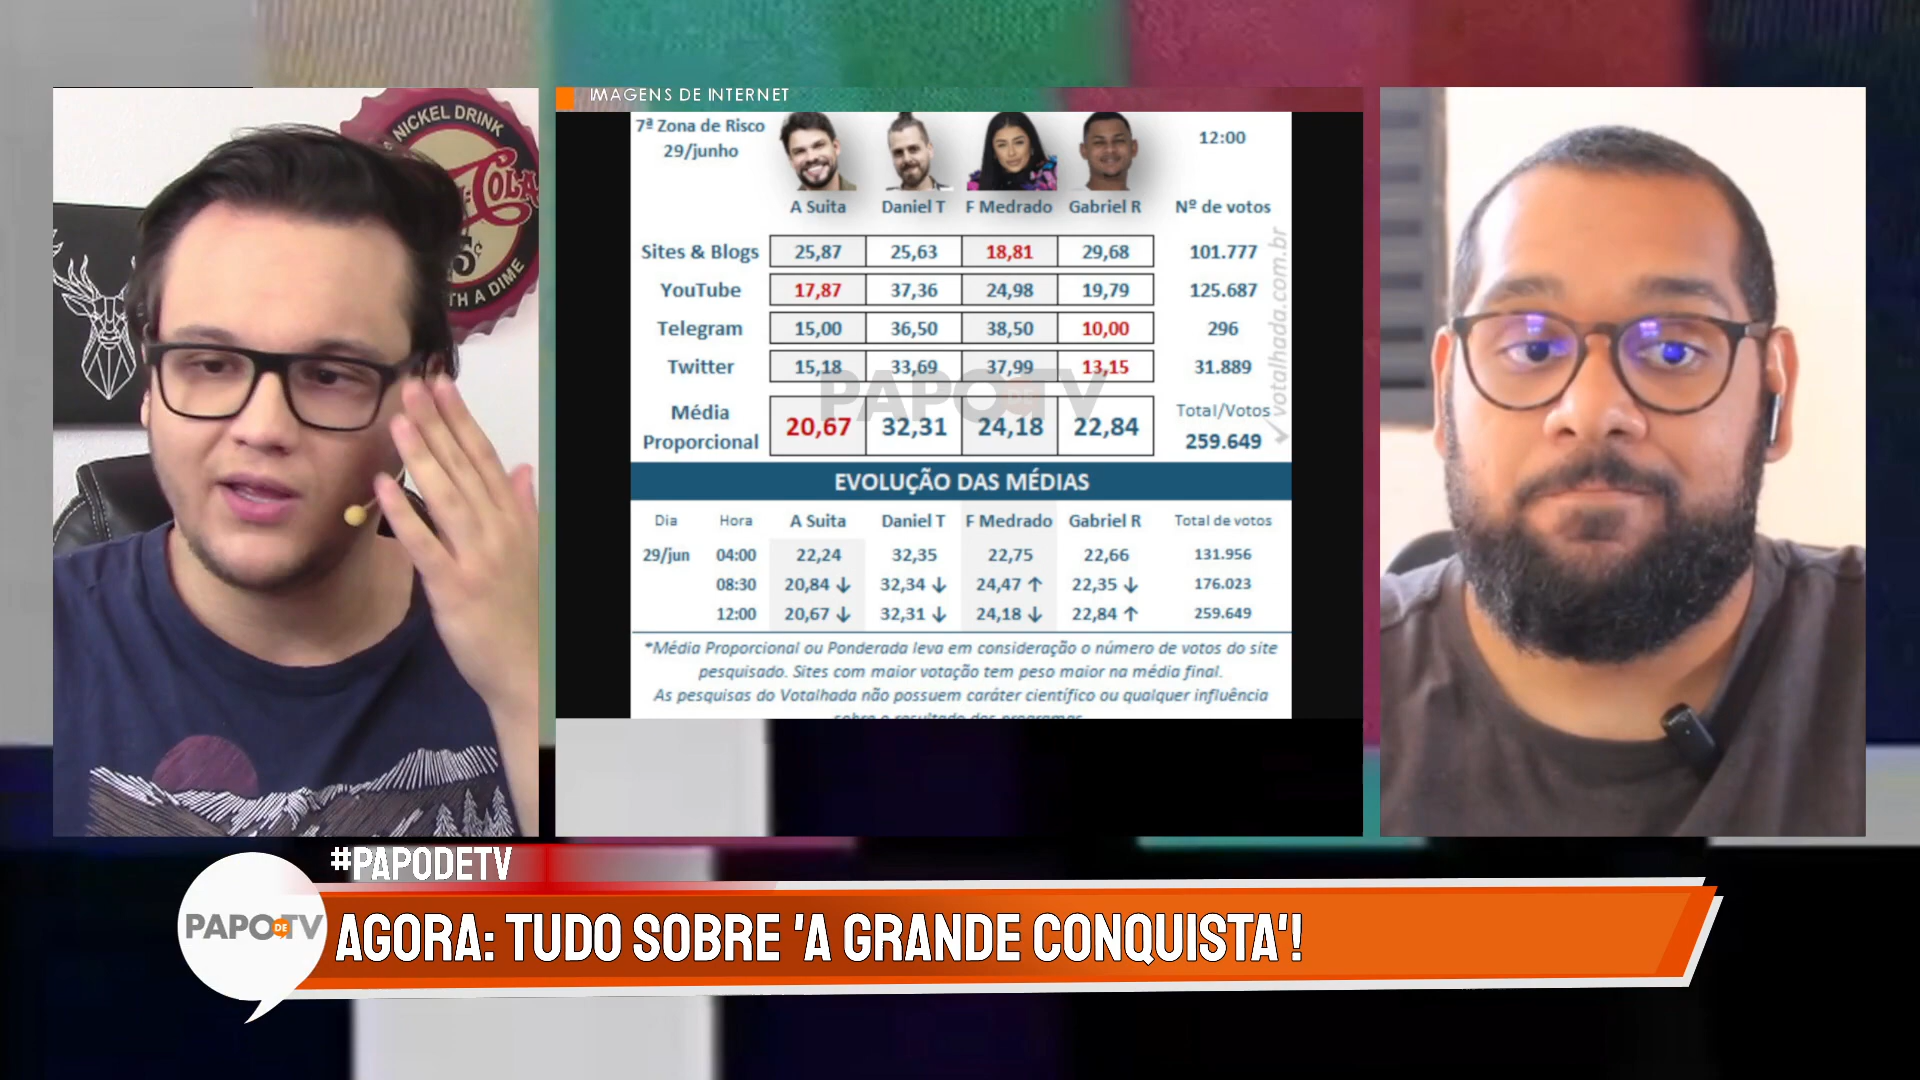 IMAGENS DE INTERNET
NICKEL DRINK
COLA
5¢
TH A DIME
7ª Zona de Risco
29/junho
12:00
A Suita Daniel T F Medrado Gabriel R Nº de votos
Sites & Blogs 25,87 25,63 18,81 29,68 101.777
YouTube 17,87 37,36 24,98 19,79 125.687
Telegram 15,00 36,50 38,50 10,00 296
Twitter 15,18 33,69 37,99 13,15 31.889
Média Proporcional 20,67 32,31 24,18 22,84 Total/Votos 259.649
votalhada.com.br
PAPO DE TV
EVOLUÇÃO DAS MÉDIAS
Dia Hora A Suita Daniel T F Medrado Gabriel R Total de votos
29/jun 04:00 22,24 32,35 22,75 22,66 131.956
08:30 20,84 ↓ 32,34 ↓ 24,47 ↑ 22,35 ↓ 176.023
12:00 20,67 ↓ 32,31 ↓ 24,18 ↓ 22,84 ↑ 259.649
*Média Proporcional ou Ponderada leva em consideração o número de votos do site
pesquisado. Sites com maior votação tem peso maior na média final.
As pesquisas do Votalhada não possuem caráter científico ou qualquer influência
sobre o resultado dos programas.
#PAPODETV
PAPO DE TV
AGORA: TUDO SOBRE 'A GRANDE CONQUISTA'!